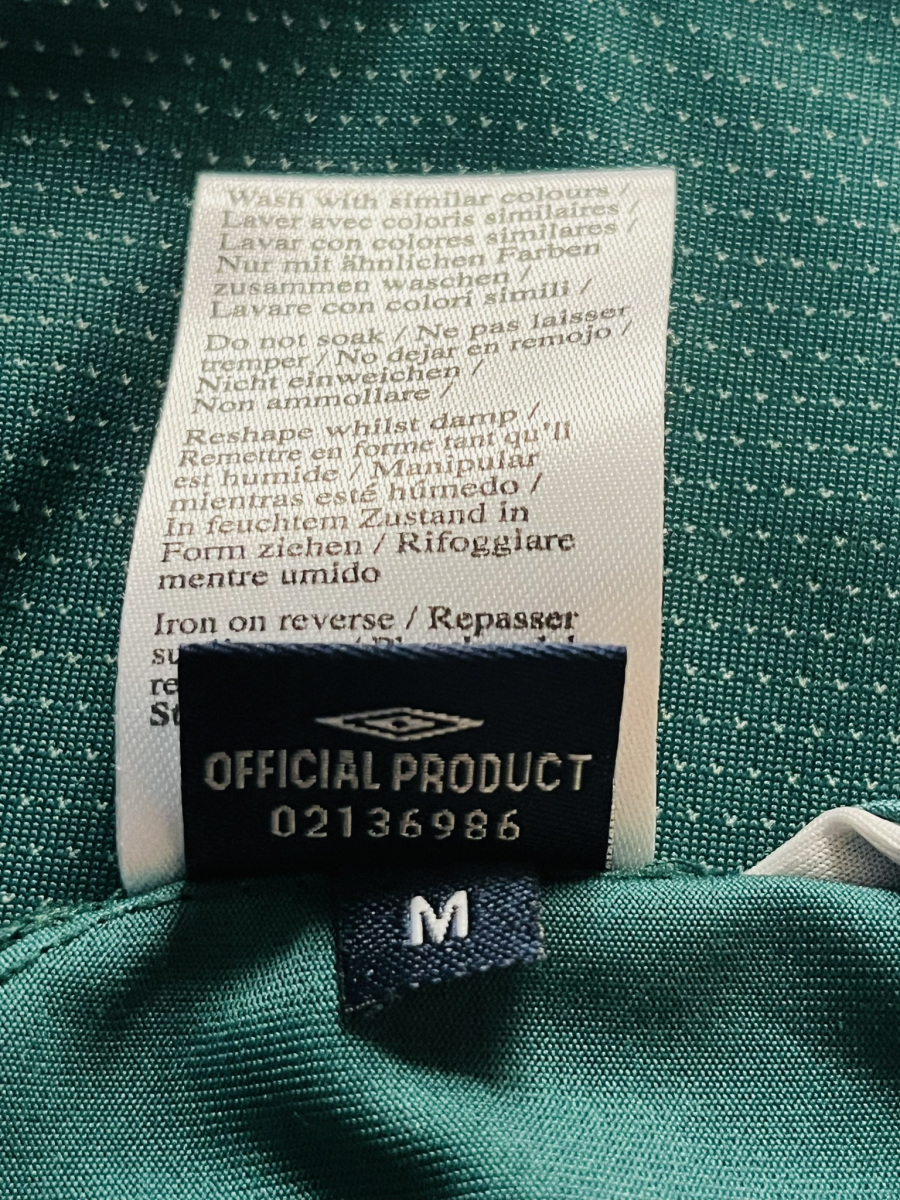 Wash with similar colours /
Laver avec coloris similaires /
Lavar con colores similares /
Nur mit ähnlichen Farben
zusammen waschen /
Lavare con colori simili /
Do not soak / Ne pas laisser
tremper / No dejar en remojo /
Nicht einweichen /
Non ammollare /
Reshape whilst damp /
Remettre en forme tant qu'il
est humide / Manipular
mientras esté húmedo /
In feuchtem Zustand in
Form ziehen / Rifoggiare
mentre umido
Iron on reverse / Repasser
OFFICIAL PRODUCT
02136986
M